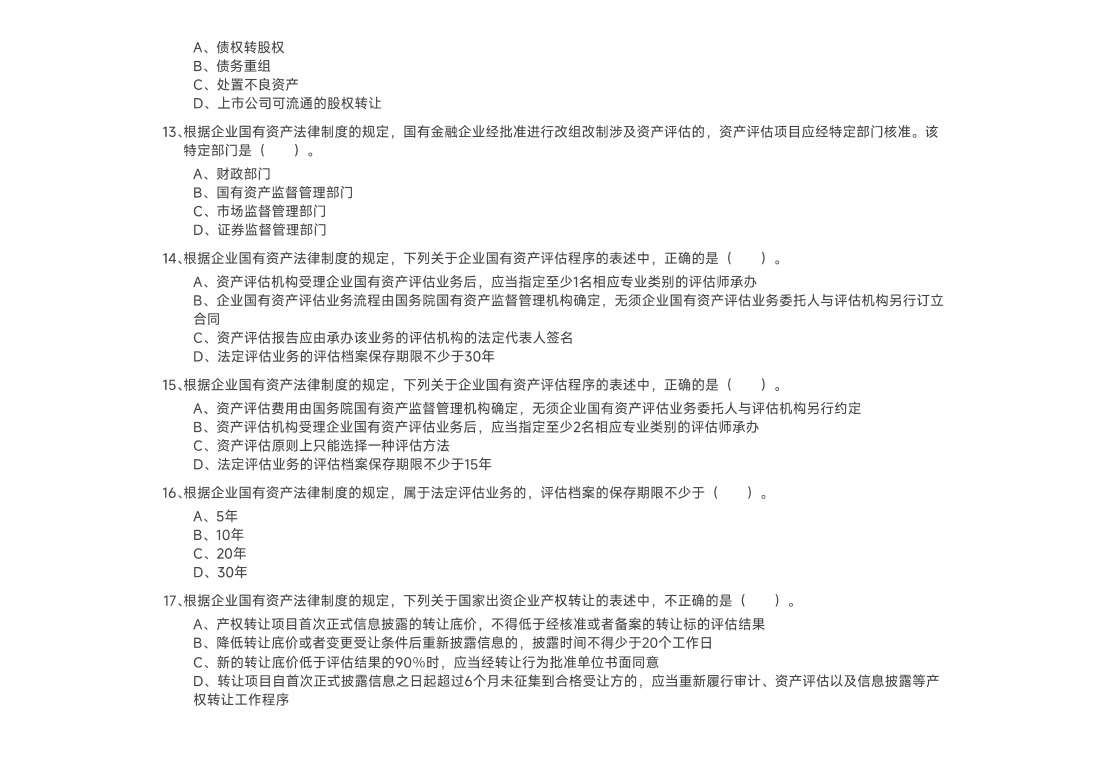 A、债权转股权
B、债务重组
C、处置不良资产
D、上市公司可流通的股权转让
13、根据企业国有资产法律制度的规定，国有金融企业经批准进行改组改制涉及资产评估的，资产评估项目应经特定部门核准。该
特定部门是（　　）。
A、财政部门
B、国有资产监督管理部门
C、市场监督管理部门
D、证券监督管理部门
14、根据企业国有资产法律制度的规定，下列关于企业国有资产评估程序的表述中，正确的是（　　）。
A、资产评估机构受理企业国有资产评估业务后，应当指定至少1名相应专业类别的评估师承办
B、企业国有资产评估业务流程由国务院国有资产监督管理机构确定，无须企业国有资产评估业务委托人与评估机构另行订立
合同
C、资产评估报告应由承办该业务的评估机构的法定代表人签名
D、法定评估业务的评估档案保存期限不少于30年
15、根据企业国有资产法律制度的规定，下列关于企业国有资产评估程序的表述中，正确的是（　　）。
A、资产评估费用由国务院国有资产监督管理机构确定，无须企业国有资产评估业务委托人与评估机构另行约定
B、资产评估机构受理企业国有资产评估业务后，应当指定至少2名相应专业类别的评估师承办
C、资产评估原则上只能选择一种评估方法
D、法定评估业务的评估档案保存期限不少于15年
16、根据企业国有资产法律制度的规定，属于法定评估业务的，评估档案的保存期限不少于（　　）。
A、5年
B、10年
C、20年
D、30年
17、根据企业国有资产法律制度的规定，下列关于国家出资企业产权转让的表述中，不正确的是（　　）。
A、产权转让项目首次正式信息披露的转让底价，不得低于经核准或者备案的转让标的评估结果
B、降低转让底价或者变更受让条件后重新披露信息的，披露时间不得少于20个工作日
C、新的转让底价低于评估结果的90%时，应当经转让行为批准单位书面同意
D、转让项目自首次正式披露信息之日起超过6个月未征集到合格受让方的，应当重新履行审计、资产评估以及信息披露等产
权转让工作程序